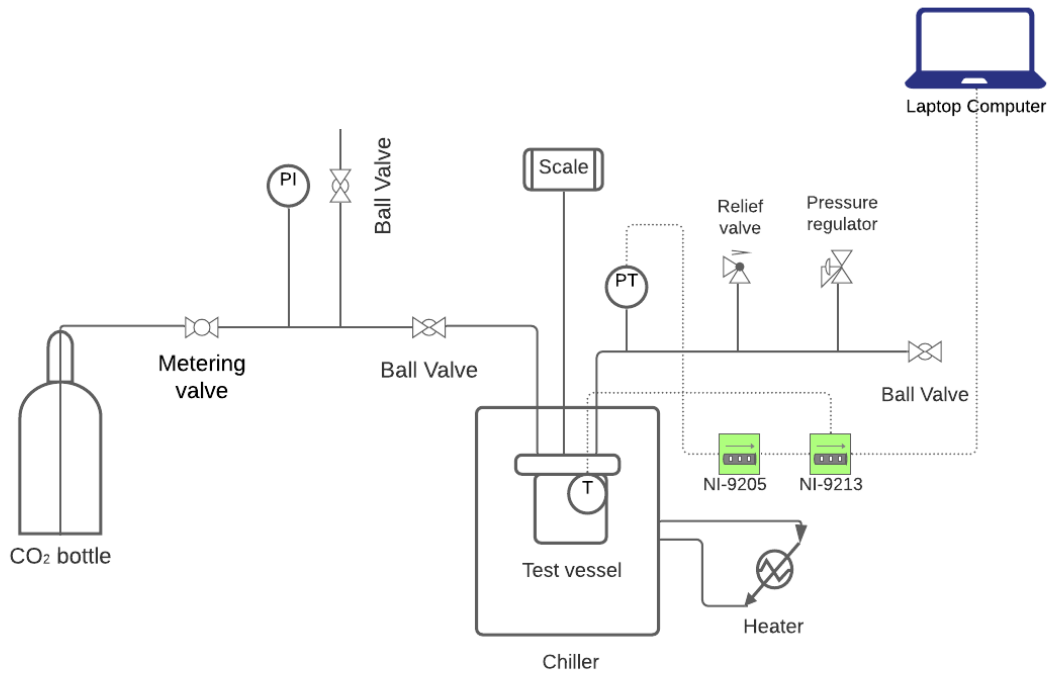 Laptop Computer
Ball Valve
PI
Scale
Relief
valve
Pressure
regulator
PT
Metering
valve
Ball Valve
Ball Valve
NI-9205
NI-9213
T
CO₂ bottle
Test vessel
Heater
Chiller